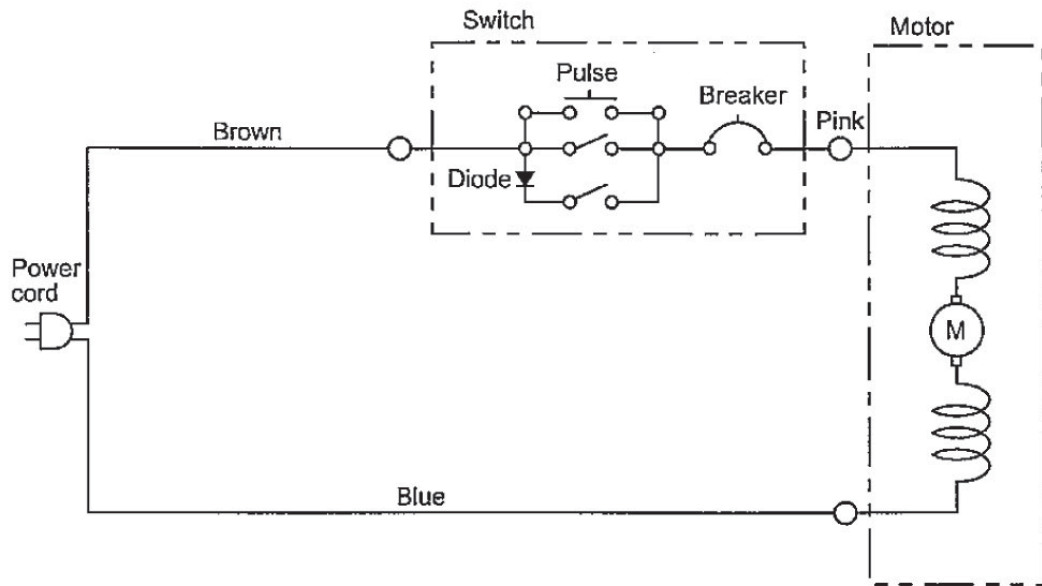 Switch
Motor
Pulse
Breaker
Brown
Pink
Diode
Power
cord
M
Blue